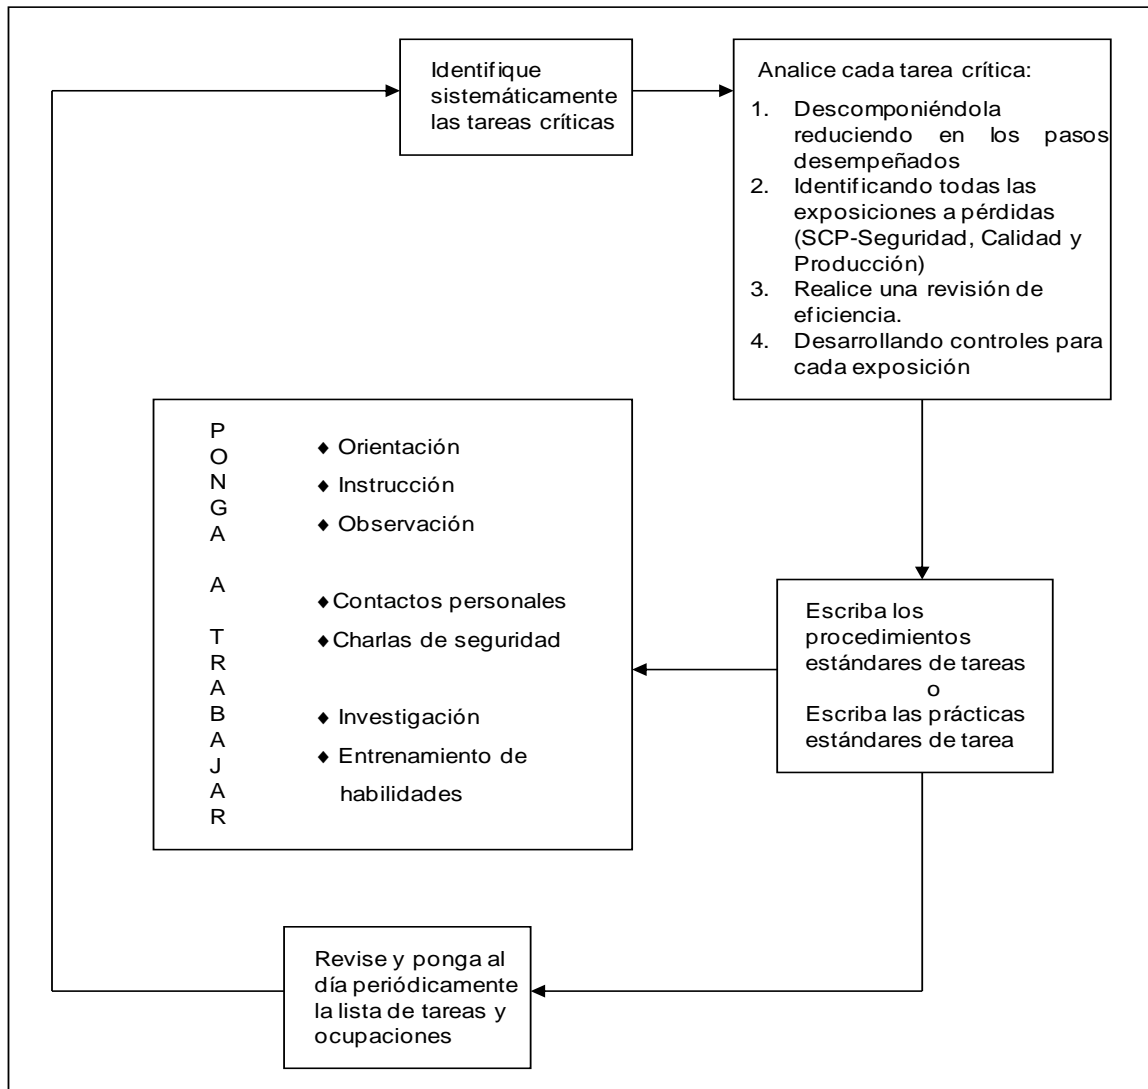 Identifique
sistemáticamente
las tareas críticas
Analice cada tarea crítica:
1. Descomponiéndola
reduciendo en los pasos
desempeñados
2. Identificando todas las
exposiciones a pérdidas
(SCP-Seguridad, Calidad y
Producción)
3. Realice una revisión de
eficiencia.
4. Desarrollando controles para
cada exposición
Escriba los
procedimientos
estándares de tareas
o
Escriba las prácticas
estándares de tarea
PONGA A TRABAJAR
♦ Orientación
♦ Instrucción
♦ Observación
♦ Contactos personales
♦ Charlas de seguridad
♦ Investigación
♦ Entrenamiento de
habilidades
Revise y ponga al
día periódicamente
la lista de tareas y
ocupaciones